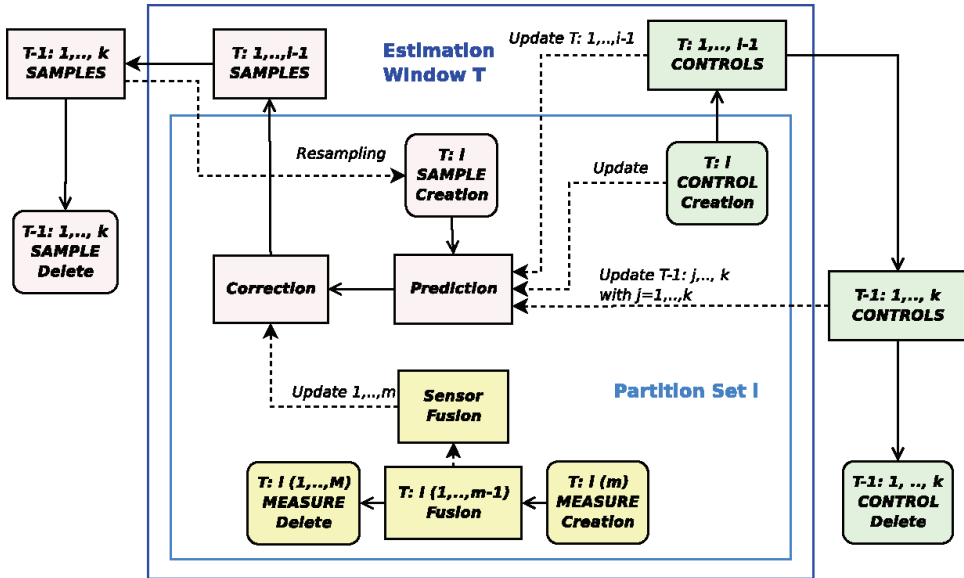 T-1: 1,.., k
SAMPLES
T: 1,..,i-1
SAMPLES
Estimation
Window T
Update T: 1,..,i-1
T: 1,.., i-1
CONTROLS
Resampling
T: i
SAMPLE
Creation
Update
T: i
CONTROL
Creation
T-1: 1,.., k
SAMPLE
Delete
Correction
Prediction
Update T-1: j,.., k
with j=1,..,k
T-1: 1,.., k
CONTROLS
Update 1,..,m
Sensor
Fusion
Partition Set i
T: i (1,..,M)
MEASURE
Delete
T: i (1,..,m-1)
Fusion
T: i (m)
MEASURE
Creation
T-1: 1, .., k
CONTROL
Delete